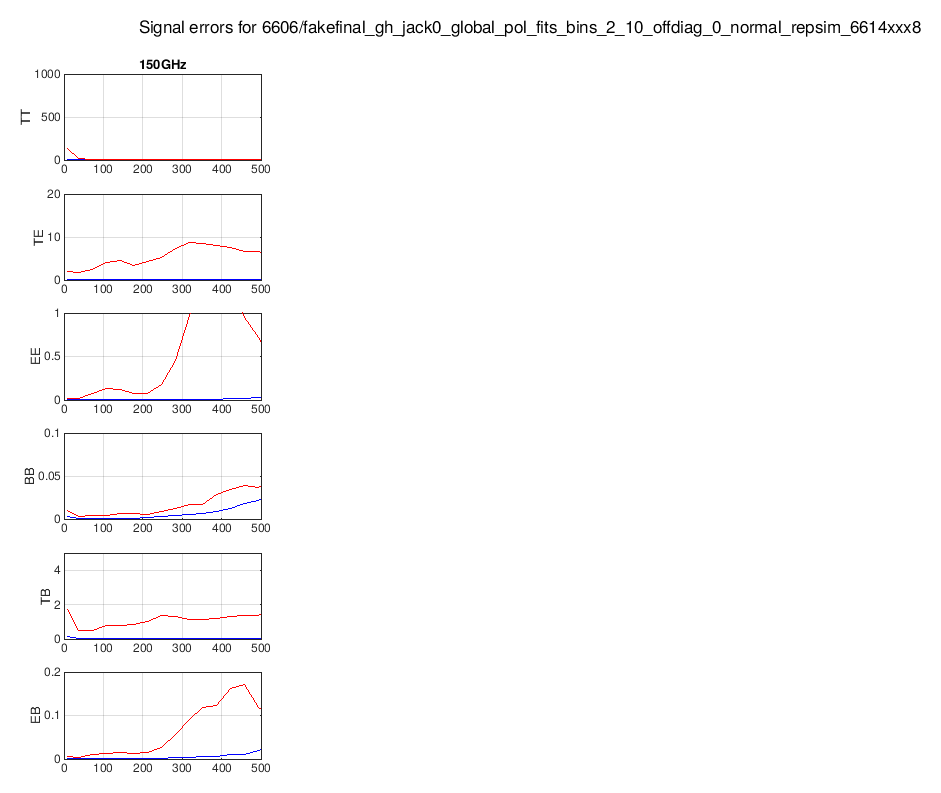 Signal errors for 6606/fakefinal_gh_jack0_global_pol_fits_bins_2_10_offdiag_0_normal_repsim_6614xxx8
150GHz
1000
500
0
TT
0 100 200 300 400 500
20
10
0
TE
0 100 200 300 400 500
1
0.5
0
EE
0 100 200 300 400 500
0.1
0.05
0
BB
0 100 200 300 400 500
4
2
0
TB
0 100 200 300 400 500
0.2
0.1
0
EB
0 100 200 300 400 500